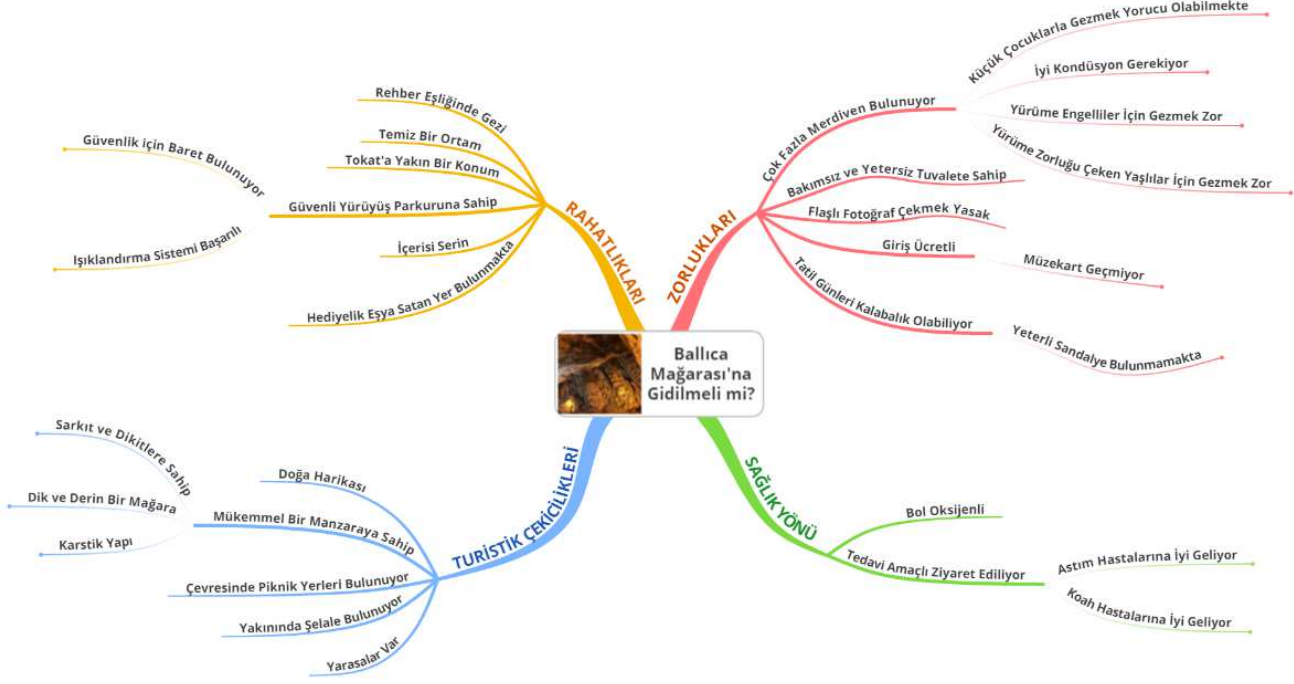 Ballıca
Mağarası'na
Gidilmeli mi?
RAHATLIKLARI
Rehber Eşliğinde Gezi
Temiz Bir Ortam
Tokat'a Yakın Bir Konum
Güvenli Yürüyüş Parkuruna Sahip
Güvenlik için Baret Bulunuyor
Işıklandırma Sistemi Başarılı
İçerisi Serin
Hediyelik Eşya Satan Yer Bulunmakta
ZORLUKLARI
Çok Fazla Merdiven Bulunuyor
Küçük Çocuklarla Gezmek Yorucu Olabilmekte
İyi Kondüsyon Gerekiyor
Yürüme Engelliler İçin Gezmek Zor
Yürüme Zorluğu Çeken Yaşlılar İçin Gezmek Zor
Bakımsız ve Yetersiz Tuvalete Sahip
Flaşlı Fotoğraf Çekmek Yasak
Giriş Ücretli
Müzekart Geçmiyor
Tatil Günleri Kalabalık Olabiliyor
Yeterli Sandalye Bulunmamakta
TURİSTİK ÇEKİCİLİKLERİ
Doğa Harikası
Mükemmel Bir Manzaraya Sahip
Sarkıt ve Dikitlere Sahip
Dik ve Derin Bir Mağara
Karstik Yapı
Çevresinde Piknik Yerleri Bulunuyor
Yakınında Şelale Bulunuyor
Yarasalar Var
SAĞLIK YÖNÜ
Bol Oksijenli
Tedavi Amaçlı Ziyaret Ediliyor
Astım Hastalarına İyi Geliyor
Koah Hastalarına İyi Geliyor